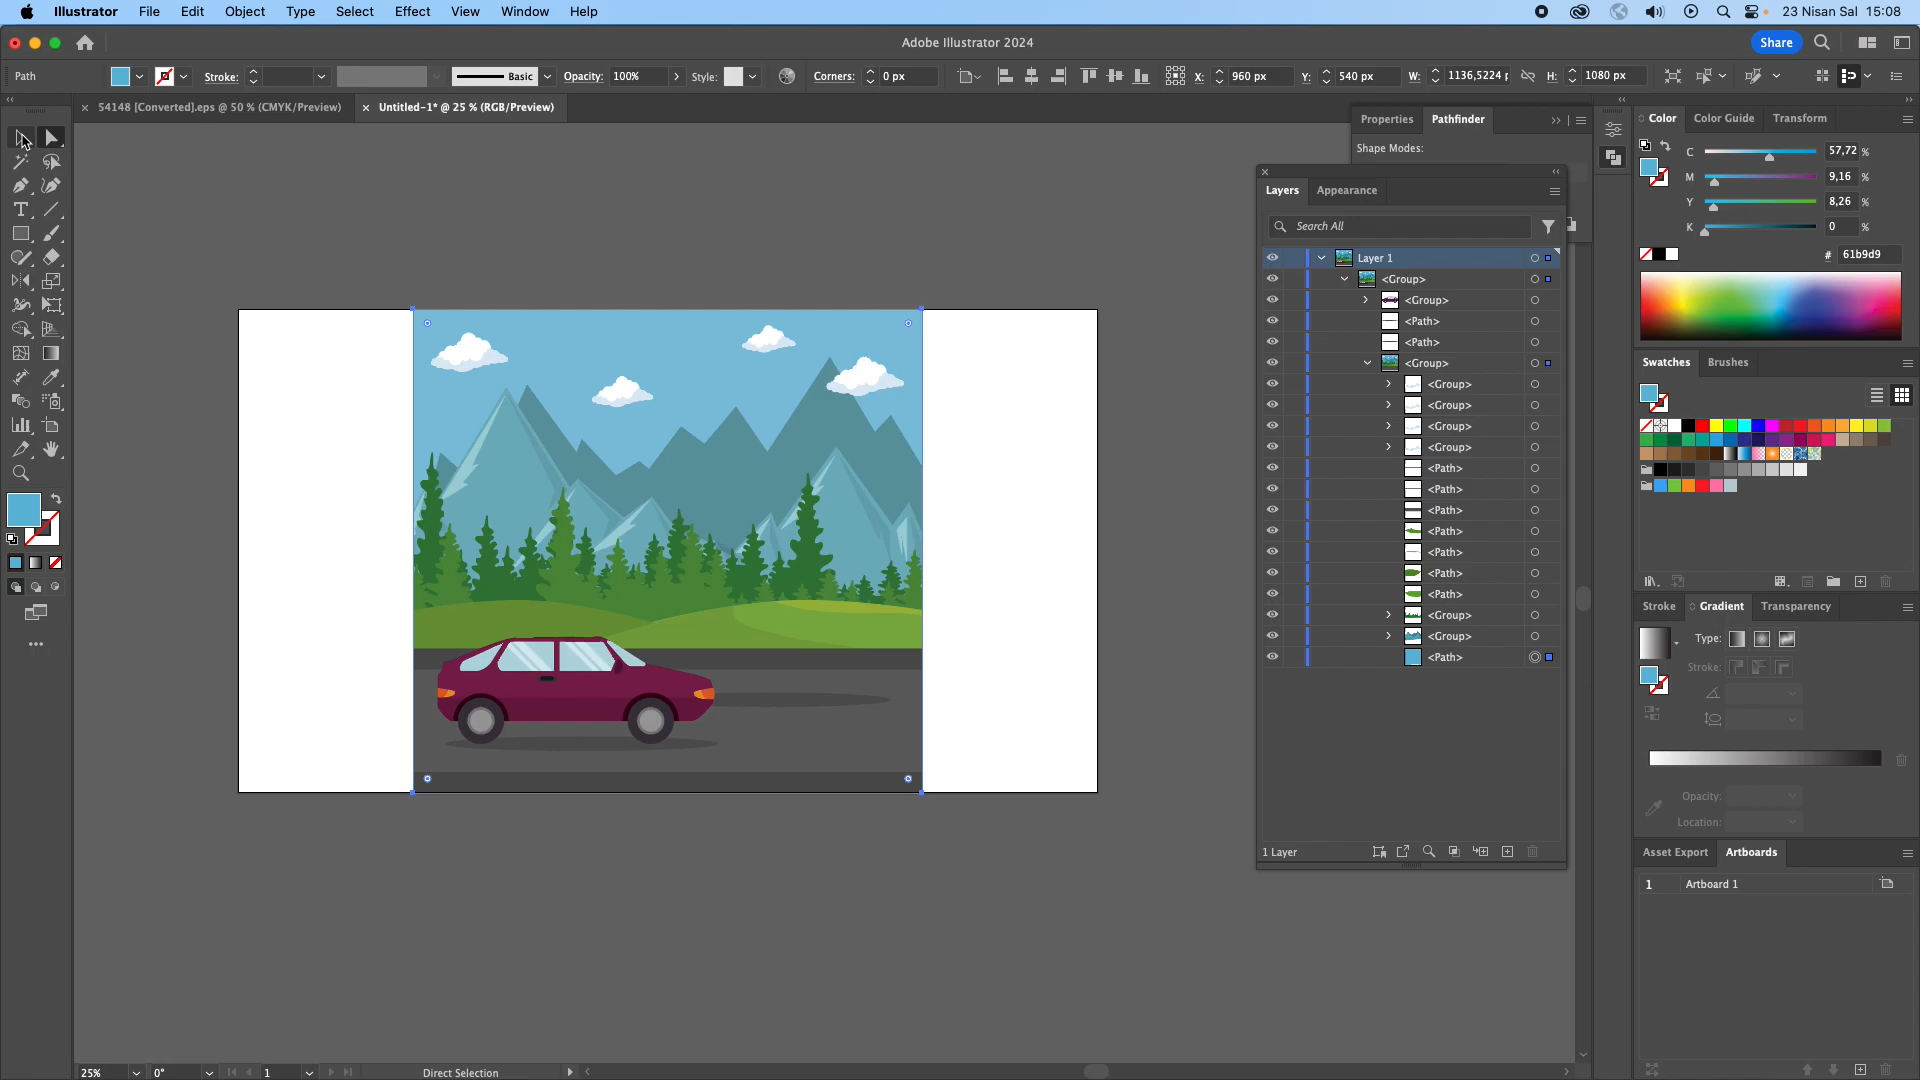 Illustrator File Edit Object Type Select Effect View Window Help 23 Nisan Sal 15:08
Adobe Illustrator 2024 Share
Path Stroke: Basic Opacity: 100% Style: Corners: 0 px X: 960 px Y: 540 px W: 1136,5224 H: 1080 px
54148 [Converted].eps @ 50 % (CMYK/Preview) Untitled-1* @ 25 % (RGB/Preview)
Properties Pathfinder
Shape Modes:
Layers Appearance
Search All
Layer 1
<Group>
<Group>
<Path>
<Path>
<Group>
<Group>
<Group>
<Group>
<Group>
<Path>
<Path>
<Path>
<Path>
<Path>
<Path>
<Path>
<Group>
<Group>
<Path>
1 Layer
Color Color Guide Transform
C 57,72 %
M 9,16 %
Y 8,26 %
K 0 %
# 61b9d9
Swatches Brushes
Stroke Gradient Transparency
Type:
Stroke:
Opacity:
Location:
Asset Export Artboards
1 Artboard 1
25% 0° 1 Direct Selection